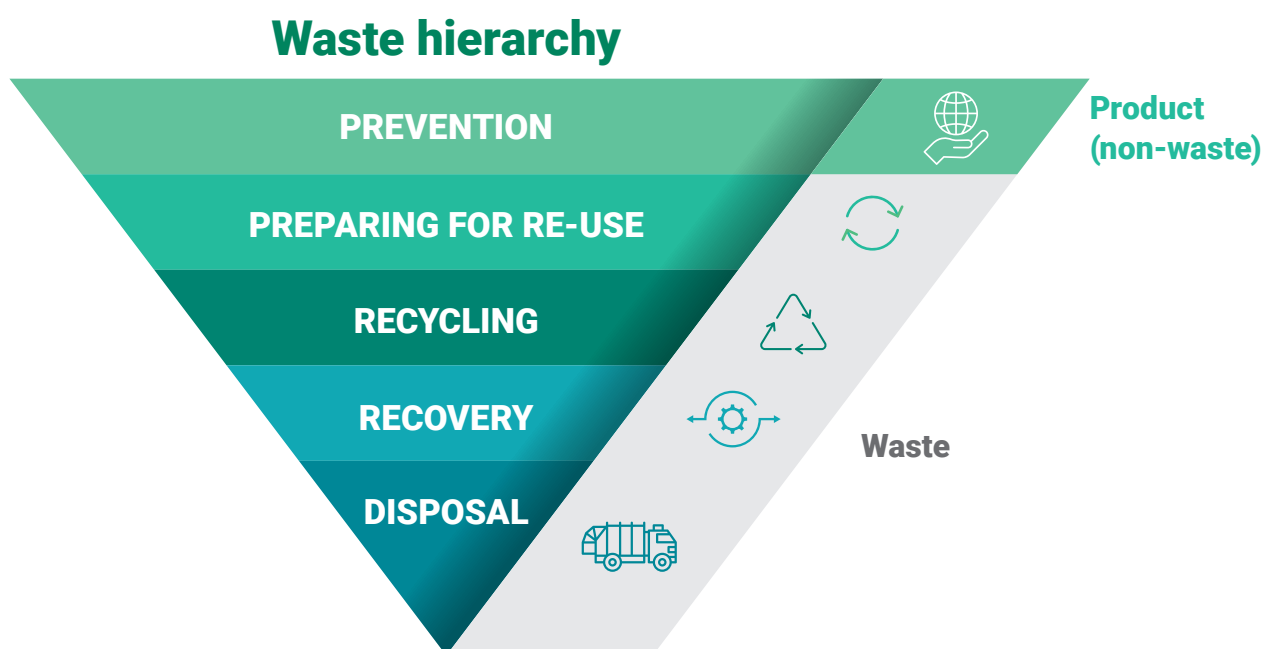 Waste hierarchy
PREVENTION
Product
(non-waste)
PREPARING FOR RE-USE
RECYCLING
RECOVERY
Waste
DISPOSAL